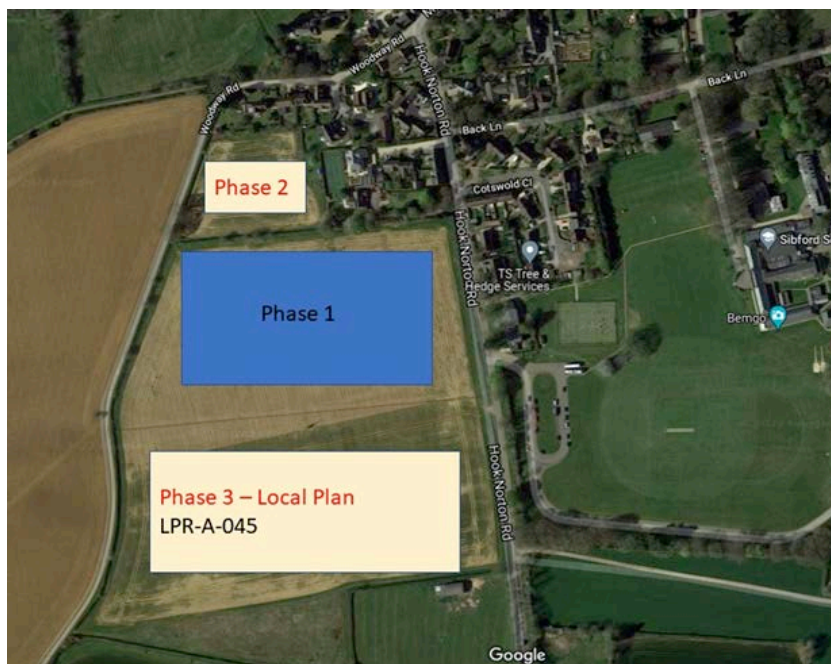 Woodway Rd
Woodway Rd
Hook Norton Rd
Back Ln
Back Ln
Phase 2
Cotswold Cl
Hook Norton Rd
Sibford S
TS Tree &
Hedge Services
Phase 1
Bemgo
Hook Norton Rd
Phase 3 – Local Plan
LPR-A-045
Google